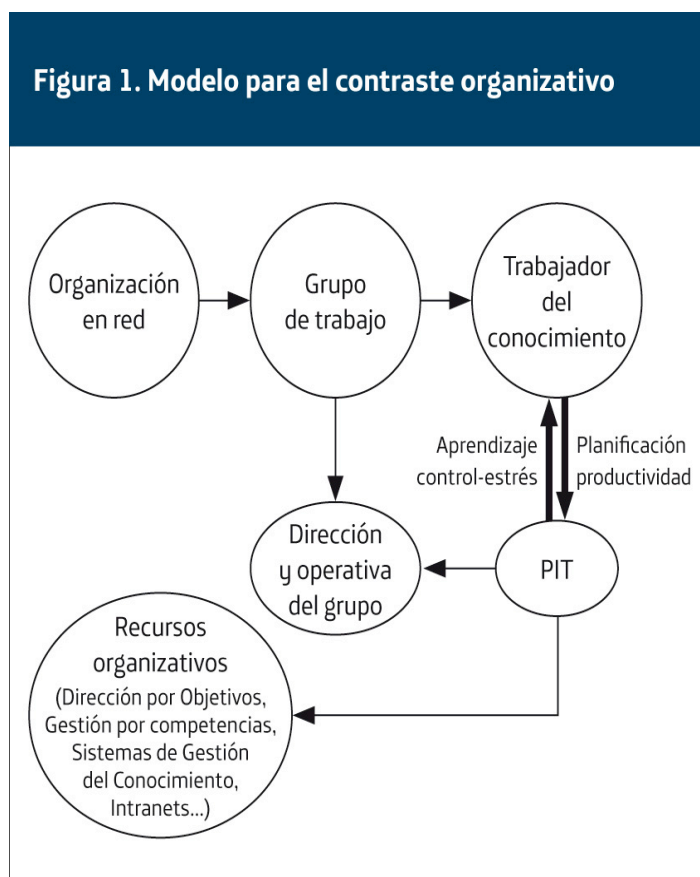 Figura 1. Modelo para el contraste organizativo
Organización
en red
Grupo
de trabajo
Trabajador
del
conocimiento
Aprendizaje
control-estrés
Planificación
productividad
Dirección
y operativa
del grupo
PIT
Recursos
organizativos
(Dirección por Objetivos,
Gestión por competencias,
Sistemas de Gestión
del Conocimiento,
Intranets...)